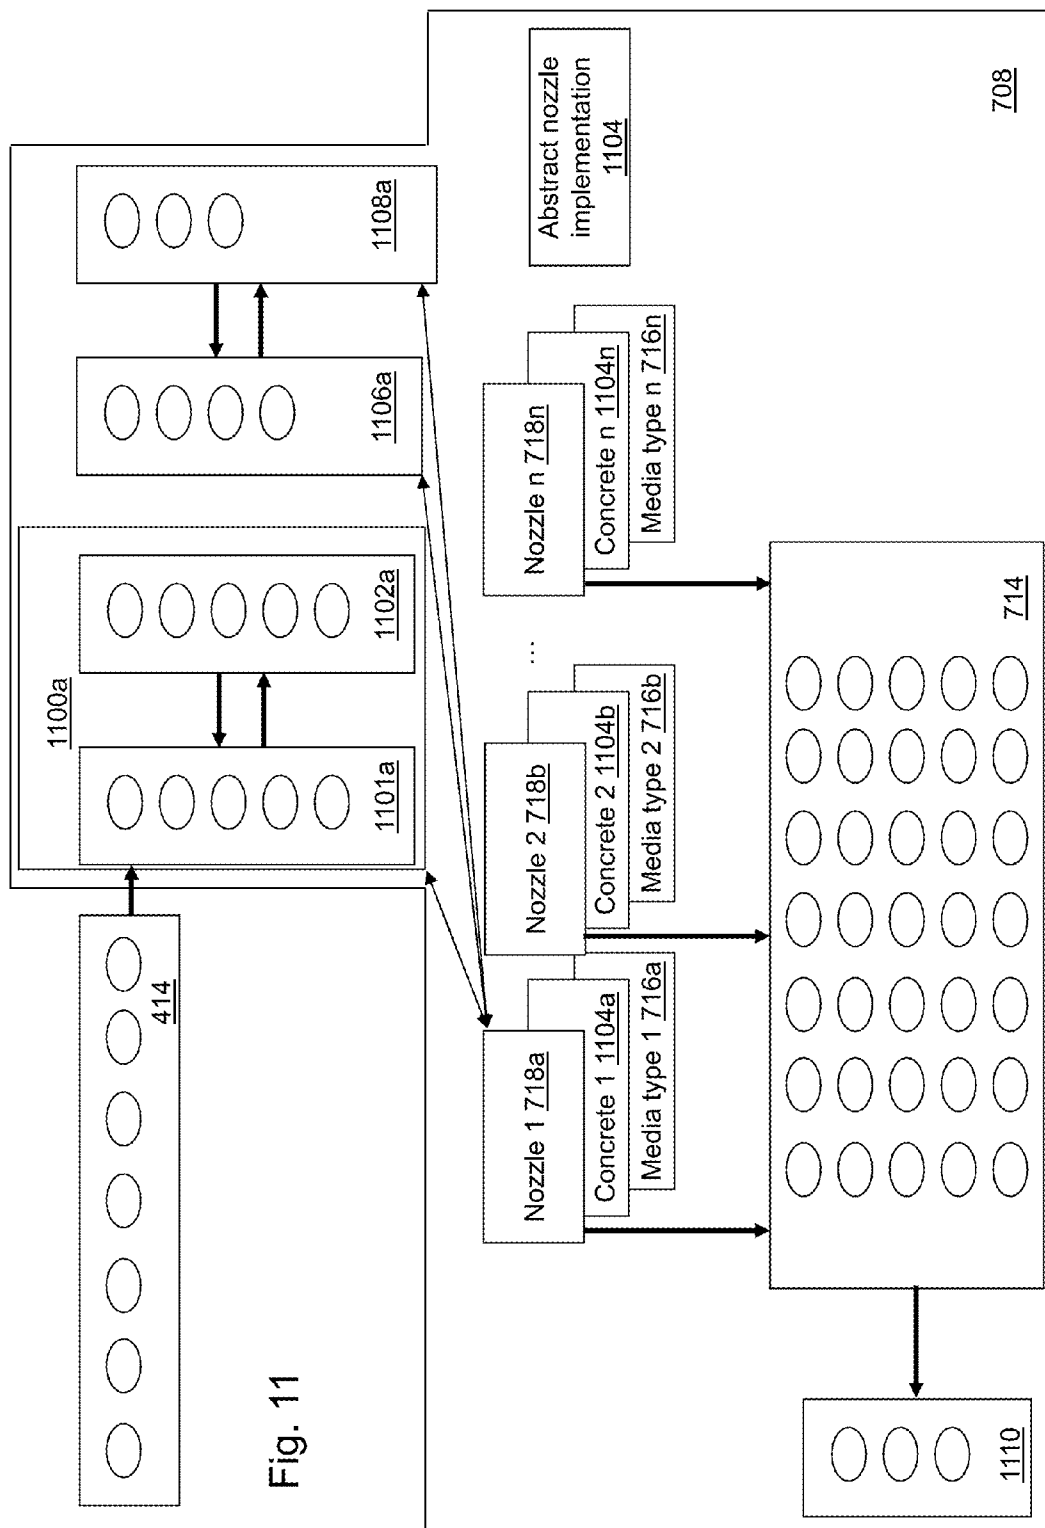 414
1100a
1101a
1102a
1106a
1108a
Fig. 11
Nozzle 1 718a
Concrete 1 1104a
Media type 1 716a
Nozzle 2 718b
Concrete 2 1104b
Media type 2 716b
...
Nozzle n 718n
Concrete n 1104n
Media type n 716n
Abstract nozzle
implementation
1104
1110
714
708